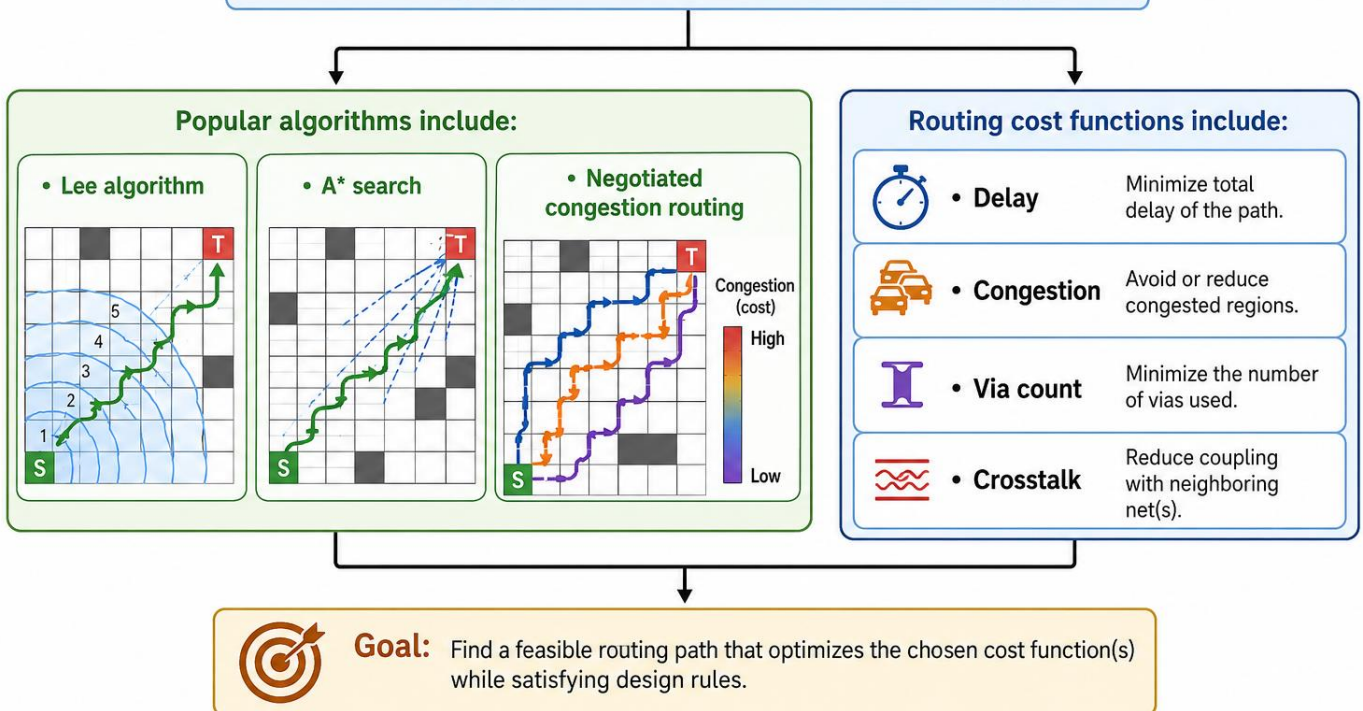 Popular algorithms include:
• Lee algorithm
T
5
4
3
2
1
S
• A* search
T
S
• Negotiated
congestion routing
T
S
Congestion
(cost)
High
Low
Routing cost functions include:
• Delay
Minimize total
delay of the path.
• Congestion
Avoid or reduce
congested regions.
• Via count
Minimize the number
of vias used.
• Crosstalk
Reduce coupling
with neighboring
net(s).
Goal: Find a feasible routing path that optimizes the chosen cost function(s)
while satisfying design rules.